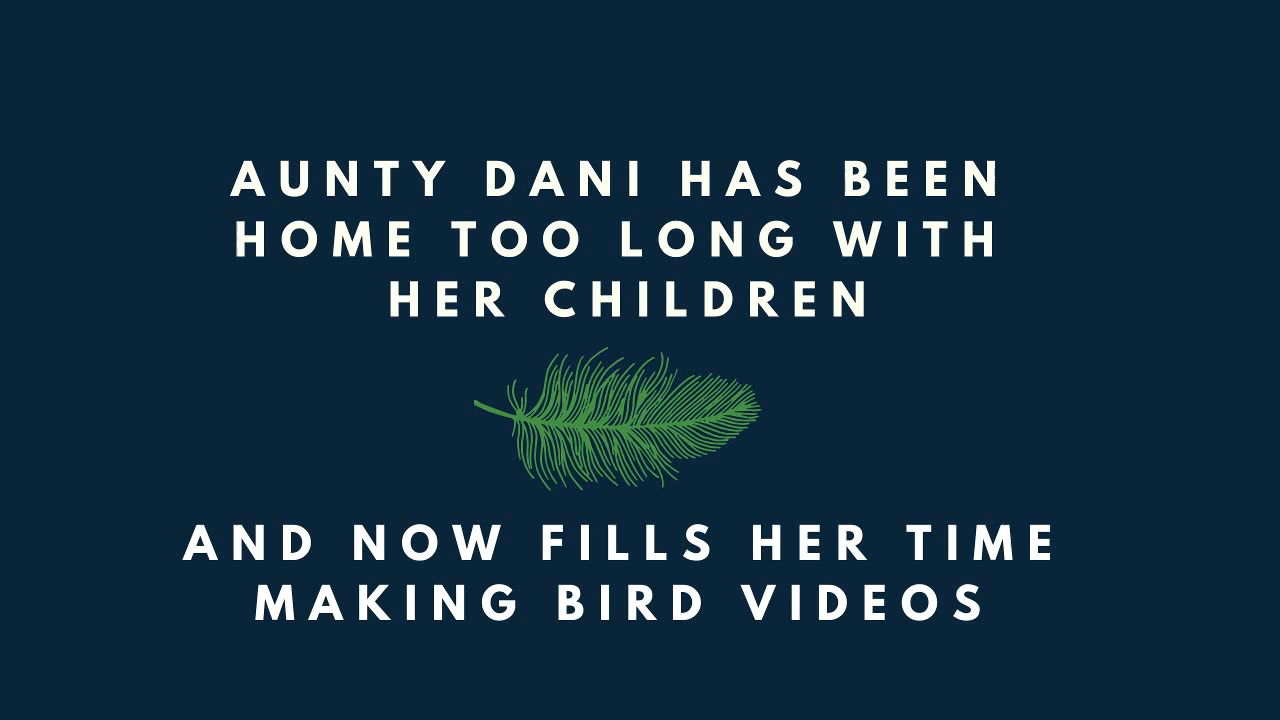 AUNTY DANI HAS BEEN
HOME TOO LONG WITH
HER CHILDREN
AND NOW FILLS HER TIME
MAKING BIRD VIDEOS